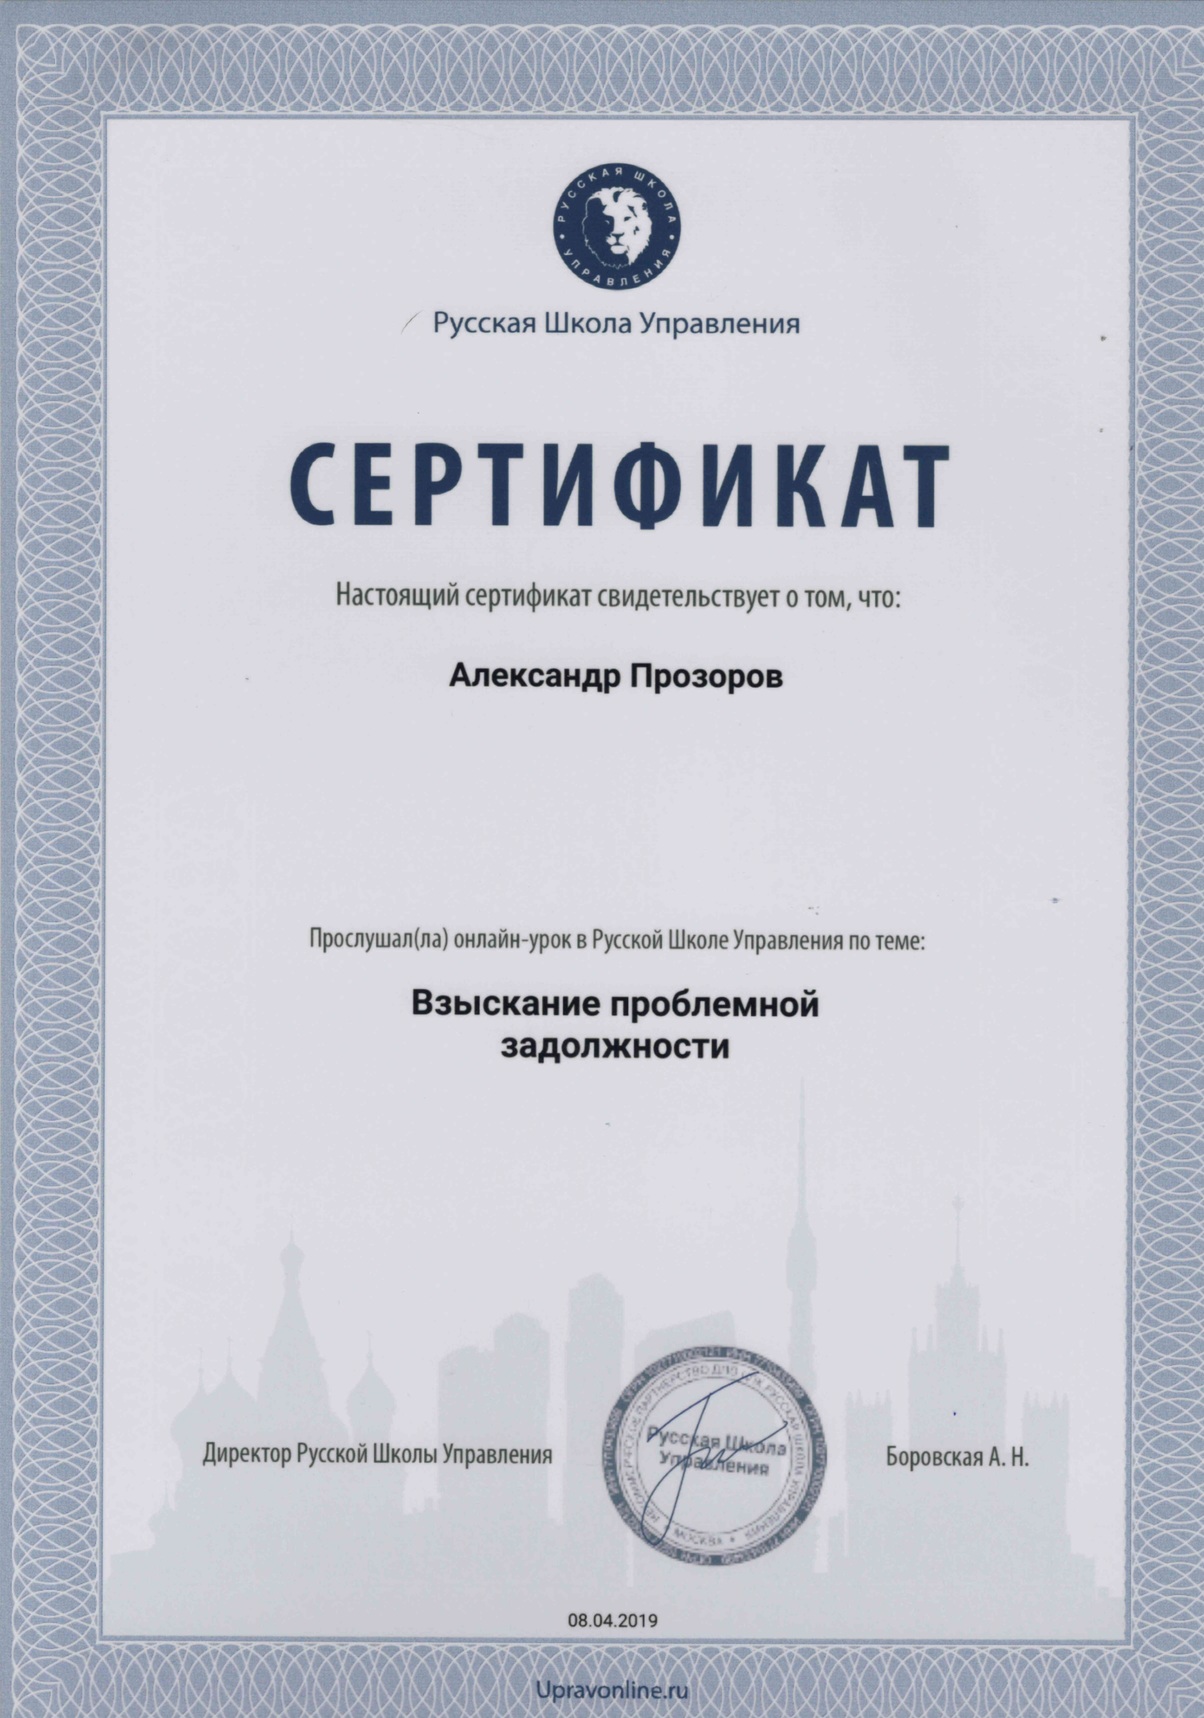 РУССКАЯ ШКОЛА
УПРАВЛЕНИЯ
Русская Школа Управления
СЕРТИФИКАТ
Настоящий сертификат свидетельствует о том, что:
Александр Прозоров
Прослушал(ла) онлайн-урок в Русской Школе Управления по теме:
Взыскание проблемной
задолжности
Директор Русской Школы Управления
Русская Школа
Управления
МОСКВА
Боровская А. Н.
08.04.2019
Upravonline.ru